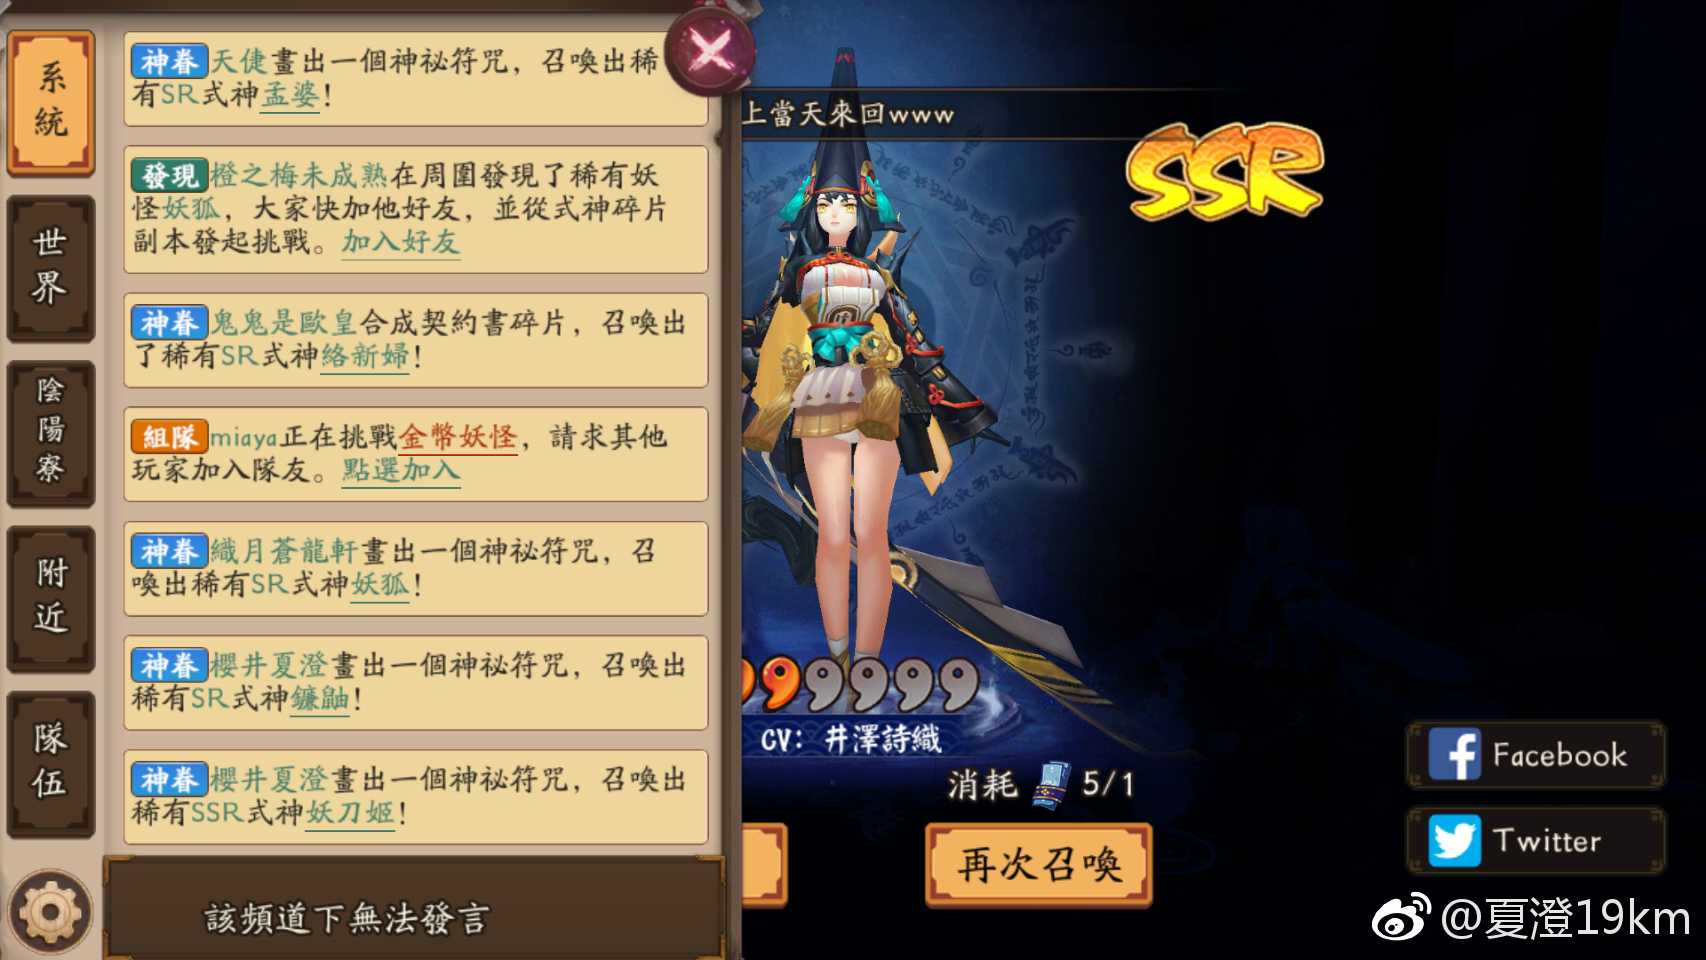 系統
世界
陰陽寮
附近
隊伍
神眷 天倢畫出一個神祕符咒，召喚出稀
有SR式神孟婆！
發現 橙之梅未成熟在周圍發現了稀有妖
怪妖狐，大家快加他好友，並從式神碎片
副本發起挑戰。加入好友
神眷 鬼鬼是歐皇合成契約書碎片，召喚出
了稀有SR式神絡新婦！
組隊 miaya正在挑戰金幣妖怪，請求其他
玩家加入隊友。點選加入
神眷 織月蒼龍軒畫出一個神祕符咒，召
喚出稀有SR式神妖狐！
神眷 櫻井夏澄畫出一個神祕符咒，召喚出
稀有SR式神鐮鼬！
神眷 櫻井夏澄畫出一個神祕符咒，召喚出
稀有SSR式神妖刀姬！
該頻道下無法發言
上當天來回www
SSR
CV：井澤詩織
消耗 5/1
再次召喚
Facebook
Twitter
@夏澄19km